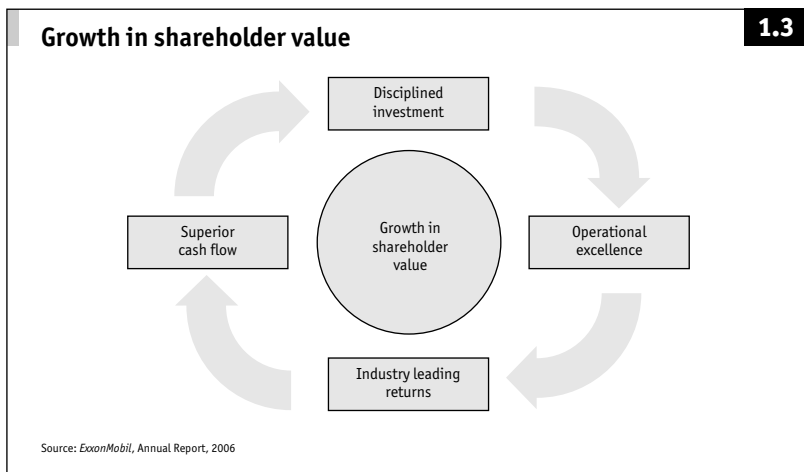 Growth in shareholder value
1.3
Disciplined
investment
Superior
cash flow
Growth in
shareholder
value
Operational
excellence
Industry leading
returns
Source: ExxonMobil, Annual Report, 2006